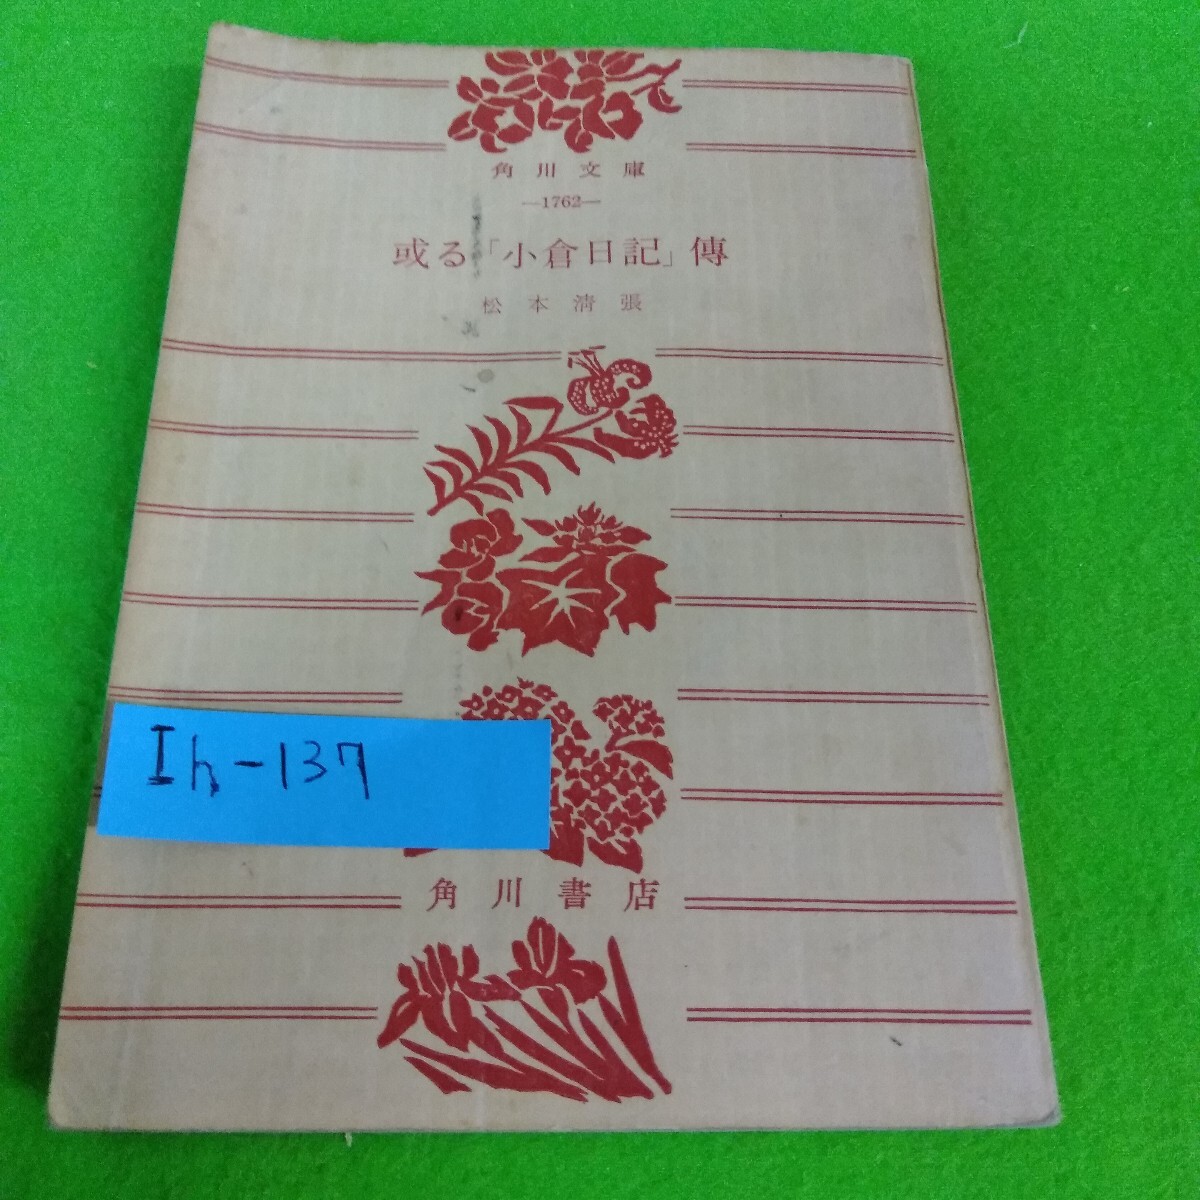 角川文庫
—1762—
或る「小倉日記」傳
松本清張
Ih-137
角川書店